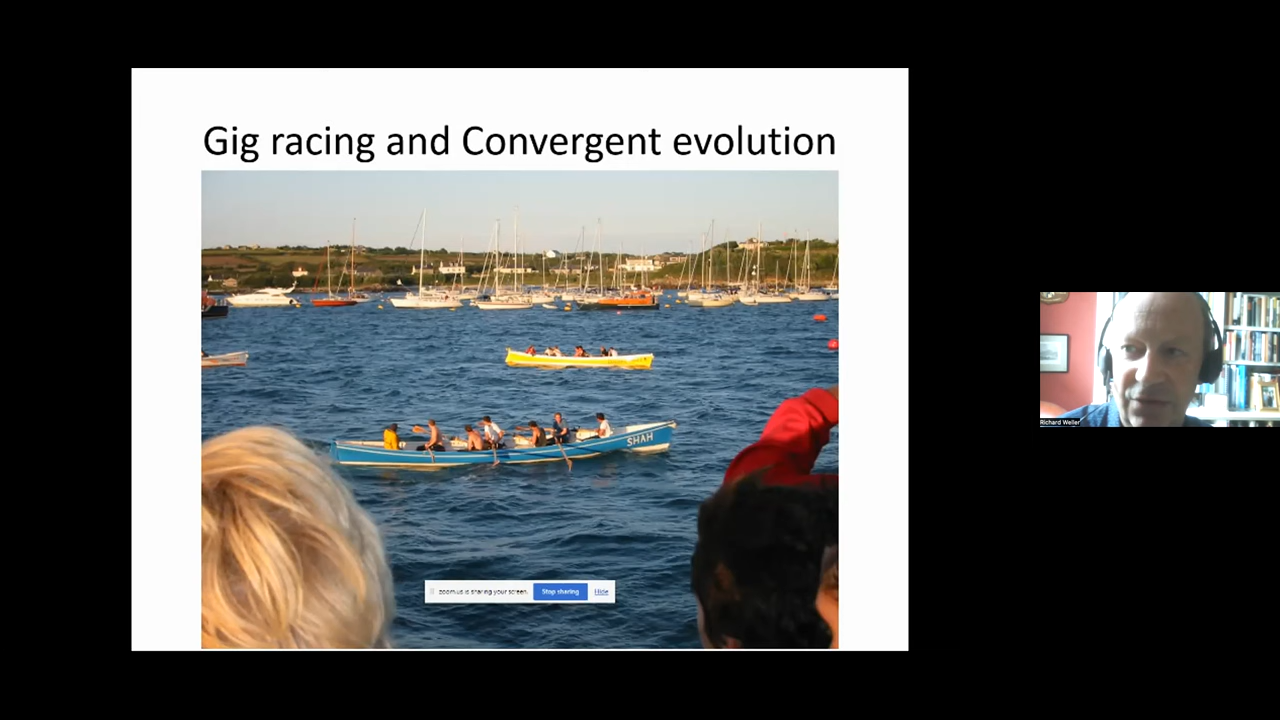 Gig racing and Convergent evolution
SHAH
zoom.us is sharing your screen.
Stop sharing
Hide
Richard Weller